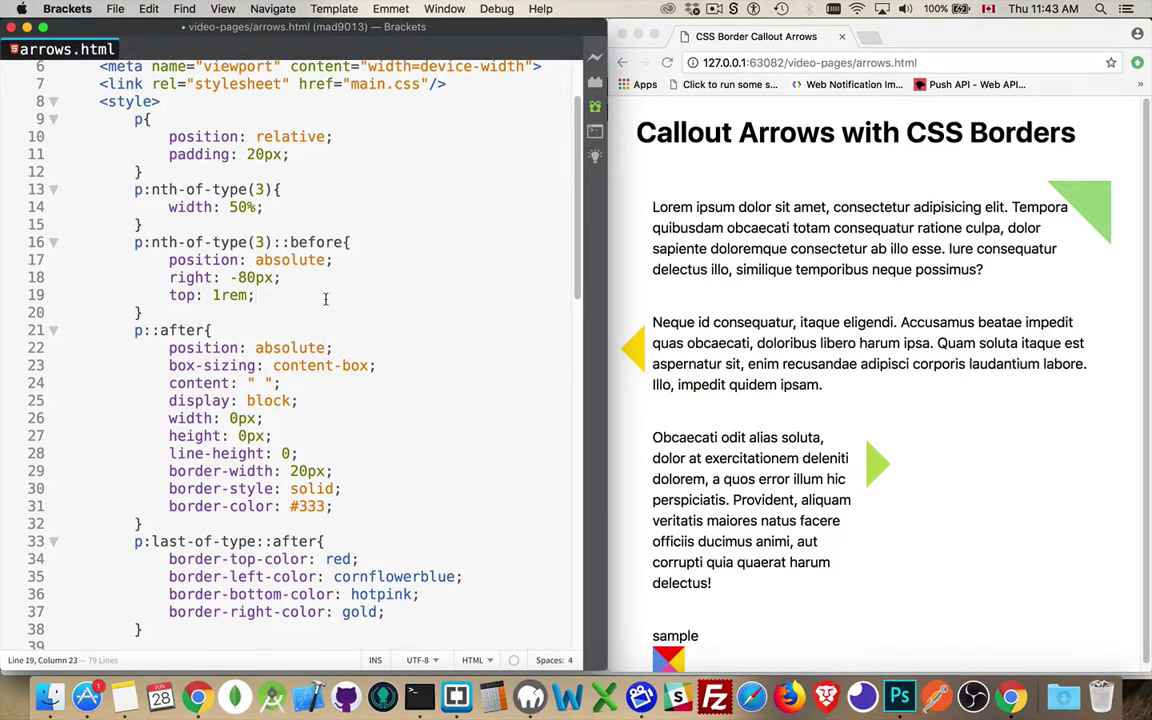 Brackets File Edit Find View Navigate Template Emmet Window Debug Help 100% Thu 11:43 AM
video-pages/arrows.html (mad9013) — Brackets
arrows.html
6 <meta name="viewport" content="width=device-width">
7 <link rel="stylesheet" href="main.css"/>
8 <style>
9 p{
10 position: relative;
11 padding: 20px;
12 }
13 p:nth-of-type(3){
14 width: 50%;
15 }
16 p:nth-of-type(3)::before{
17 position: absolute;
18 right: -80px;
19 top: 1rem;
20 }
21 p::after{
22 position: absolute;
23 box-sizing: content-box;
24 content: " ";
25 display: block;
26 width: 0px;
27 height: 0px;
28 line-height: 0;
29 border-width: 20px;
30 border-style: solid;
31 border-color: #333;
32 }
33 p:last-of-type::after{
34 border-top-color: red;
35 border-left-color: cornflowerblue;
36 border-bottom-color: hotpink;
37 border-right-color: gold;
38 }
39
Line 19, Column 23 — 79 Lines INS UTF-8 HTML Spaces: 4
CSS Border Callout Arrows
127.0.0.1:63082/video-pages/arrows.html
Apps Click to run some s... Web Notification Im... Push API - Web API...
Callout Arrows with CSS Borders
Lorem ipsum dolor sit amet, consectetur adipisicing elit. Tempora
quibusdam obcaecati totam consequatur ratione culpa, dolor
sapiente doloremque consectetur ab illo esse. Iure consequatur
delectus illo, similique temporibus neque possimus?
Neque id consequatur, itaque eligendi. Accusamus beatae impedit
quas obcaecati, doloribus libero harum ipsa. Quam soluta itaque est
aspernatur sit, enim recusandae adipisci corporis laudantium labore.
Illo, impedit quidem ipsam.
Obcaecati odit alias soluta,
dolor at exercitationem deleniti
dolorem, a quos error illum hic
perspiciatis. Provident, aliquam
veritatis maiores natus facere
officiis ducimus animi, aut
corrupti quia quaerat harum
delectus!
sample